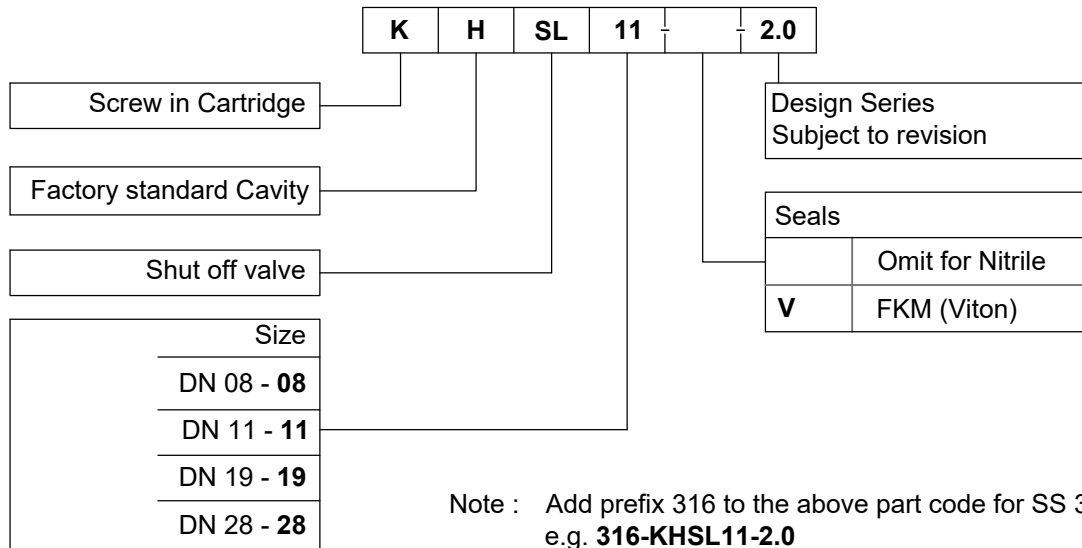 K H SL 11 - - 2.0
Screw in Cartridge
Factory standard Cavity
Shut off valve
Size
DN 08 - 08
DN 11 - 11
DN 19 - 19
DN 28 - 28
Design Series
Subject to revision
Seals
Omit for Nitrile
V FKM (Viton)
Note : Add prefix 316 to the above part code for SS
e.g. 316-KHSL11-2.0